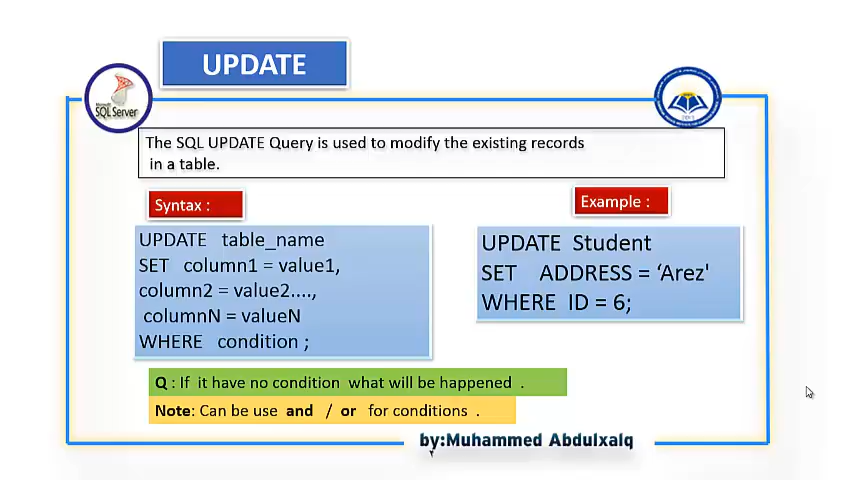 UPDATE
Microsoft
SQL Server
The SQL UPDATE Query is used to modify the existing records
in a table.
Syntax :
UPDATE table_name
SET column1 = value1,
column2 = value2....,
columnN = valueN
WHERE condition ;
Example :
UPDATE Student
SET ADDRESS = ‘Arez'
WHERE ID = 6;
Q : If it have no condition what will be happened .
Note: Can be use and / or for conditions .
by:Muhammed Abdulxalq